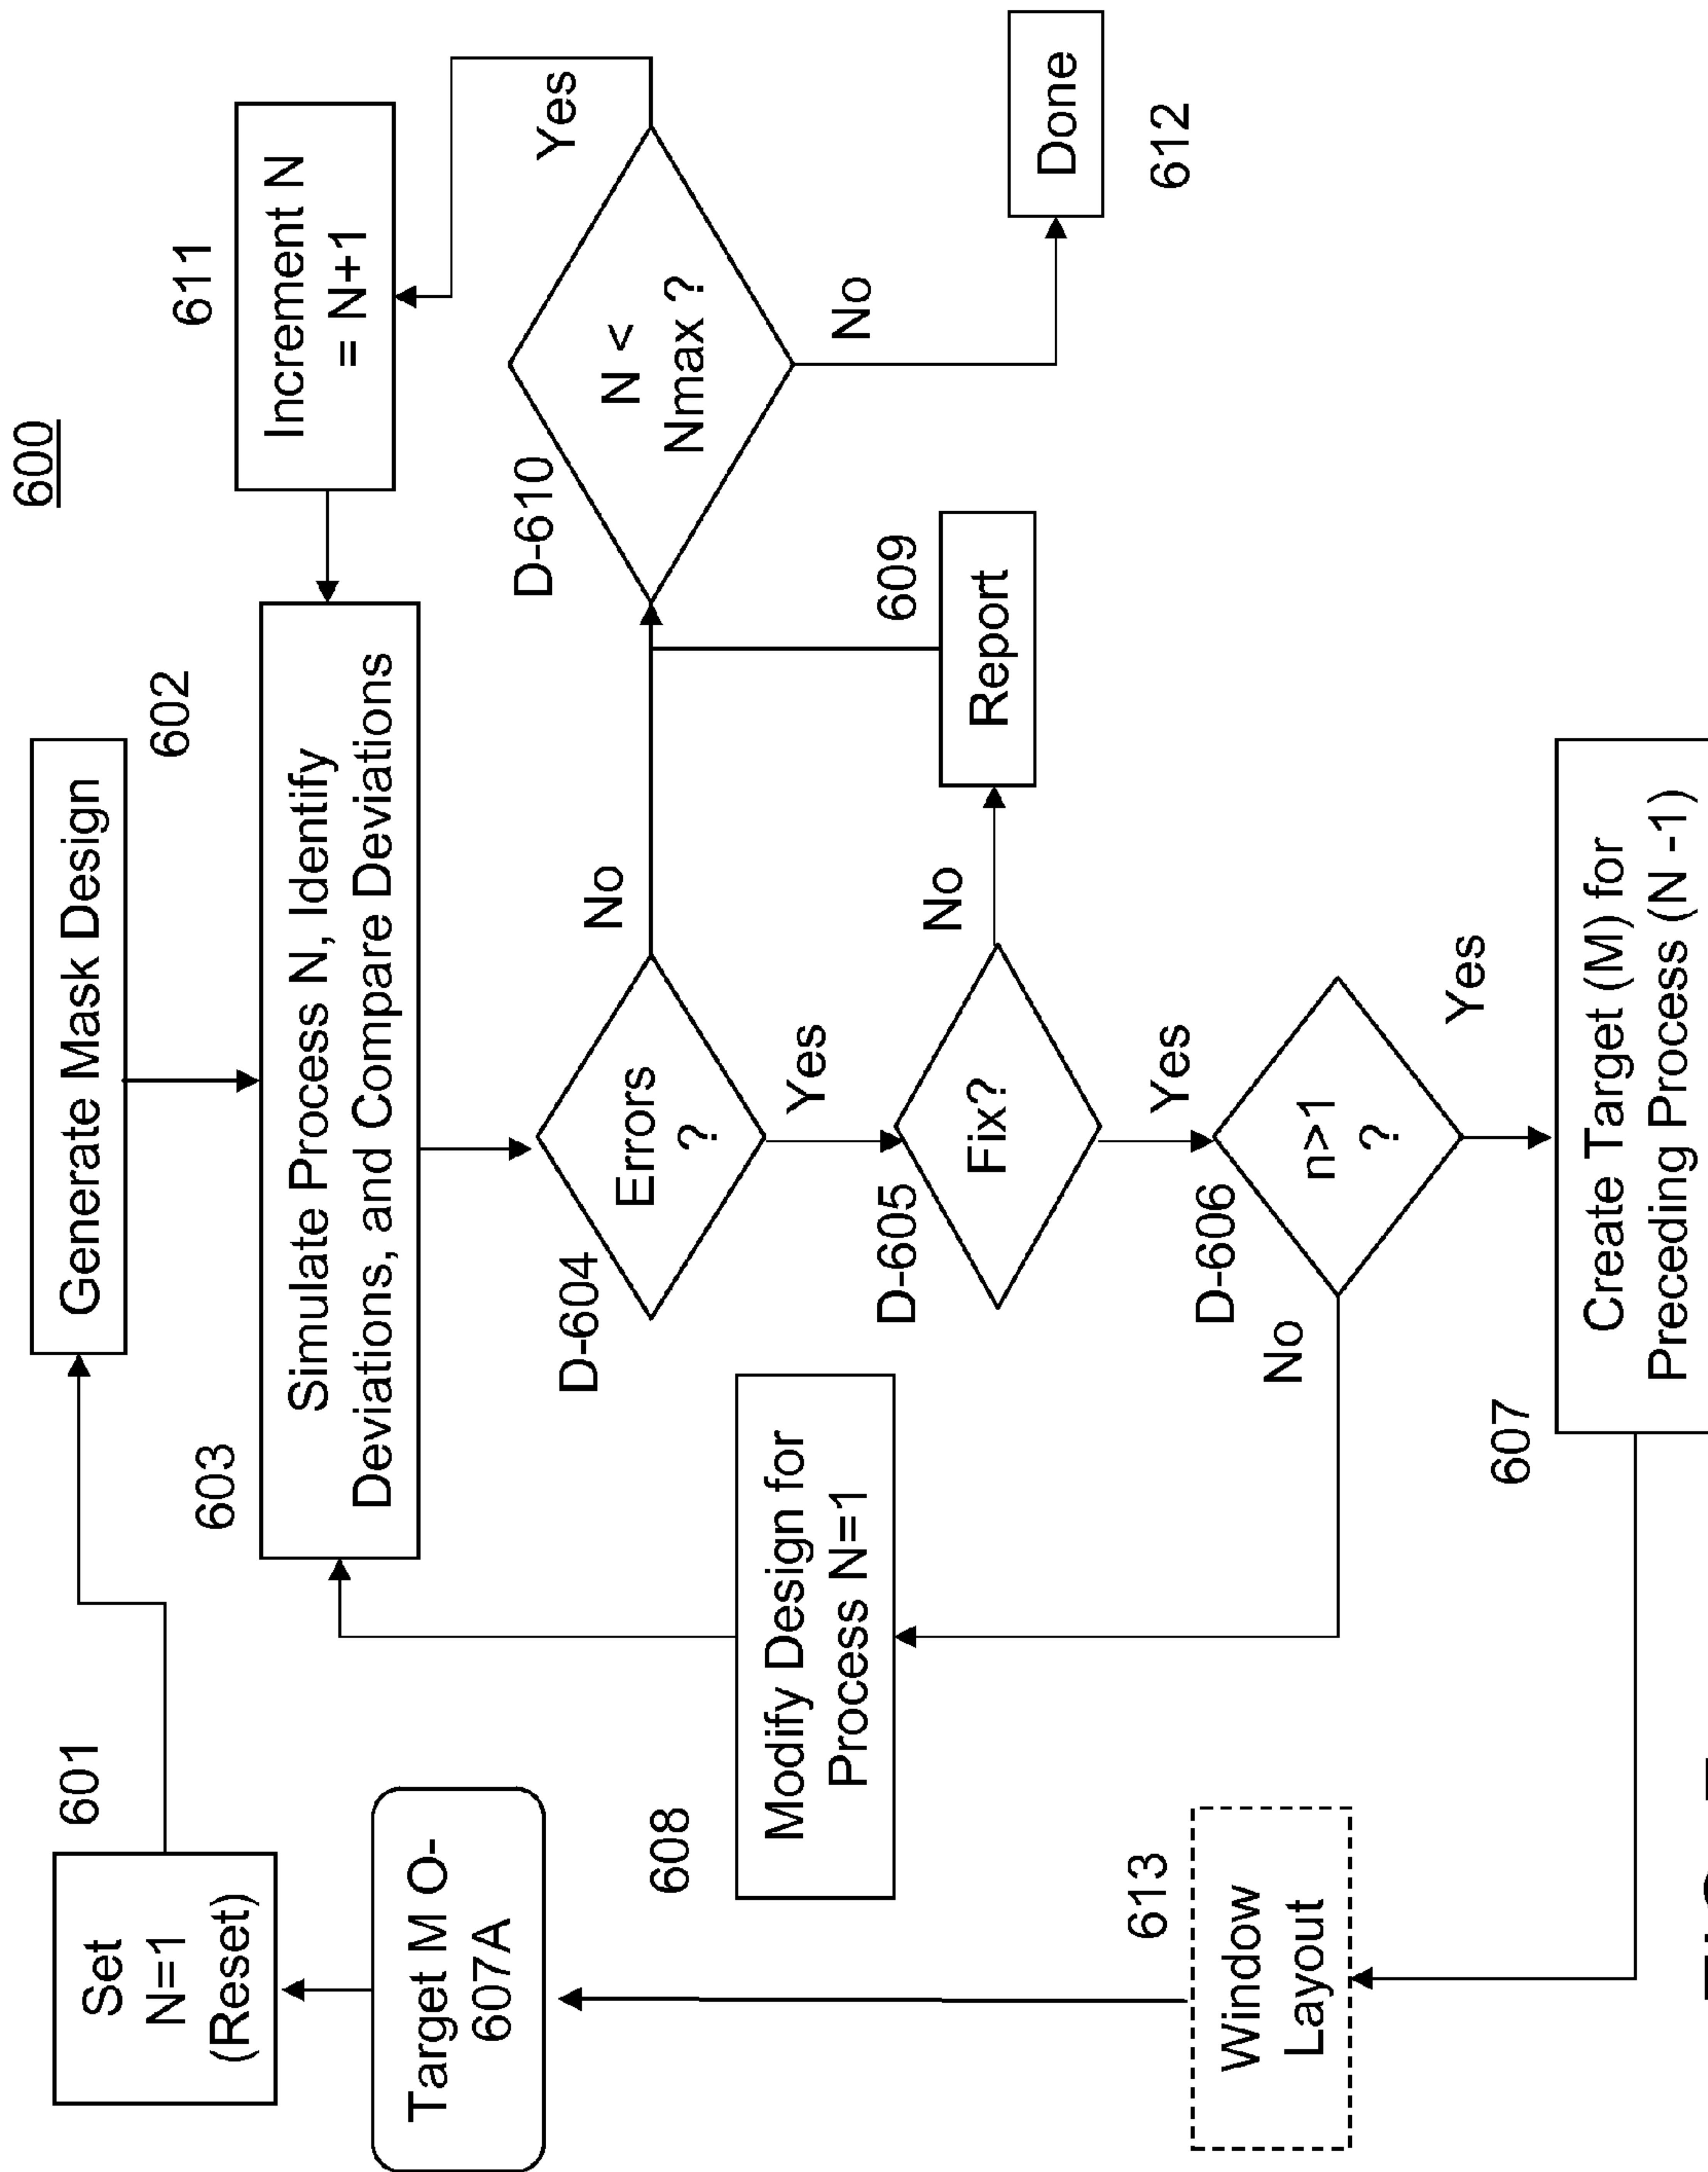 600
601
Set
N=1
(Reset)
Generate Mask Design
602
603
Simulate Process N, Identify
Deviations, and Compare Deviations
611
Increment N
= N+1
Target M O-
607A
D-604
Errors
?
No
Yes
D-610
N <
Nmax ?
Yes
No
608
Modify Design for
Process N=1
D-605
Fix?
No
Yes
609
Report
Done
612
D-606
n>1
?
No
Yes
613
Window
Layout
607
Create Target (M) for
Preceding Process (N -1)